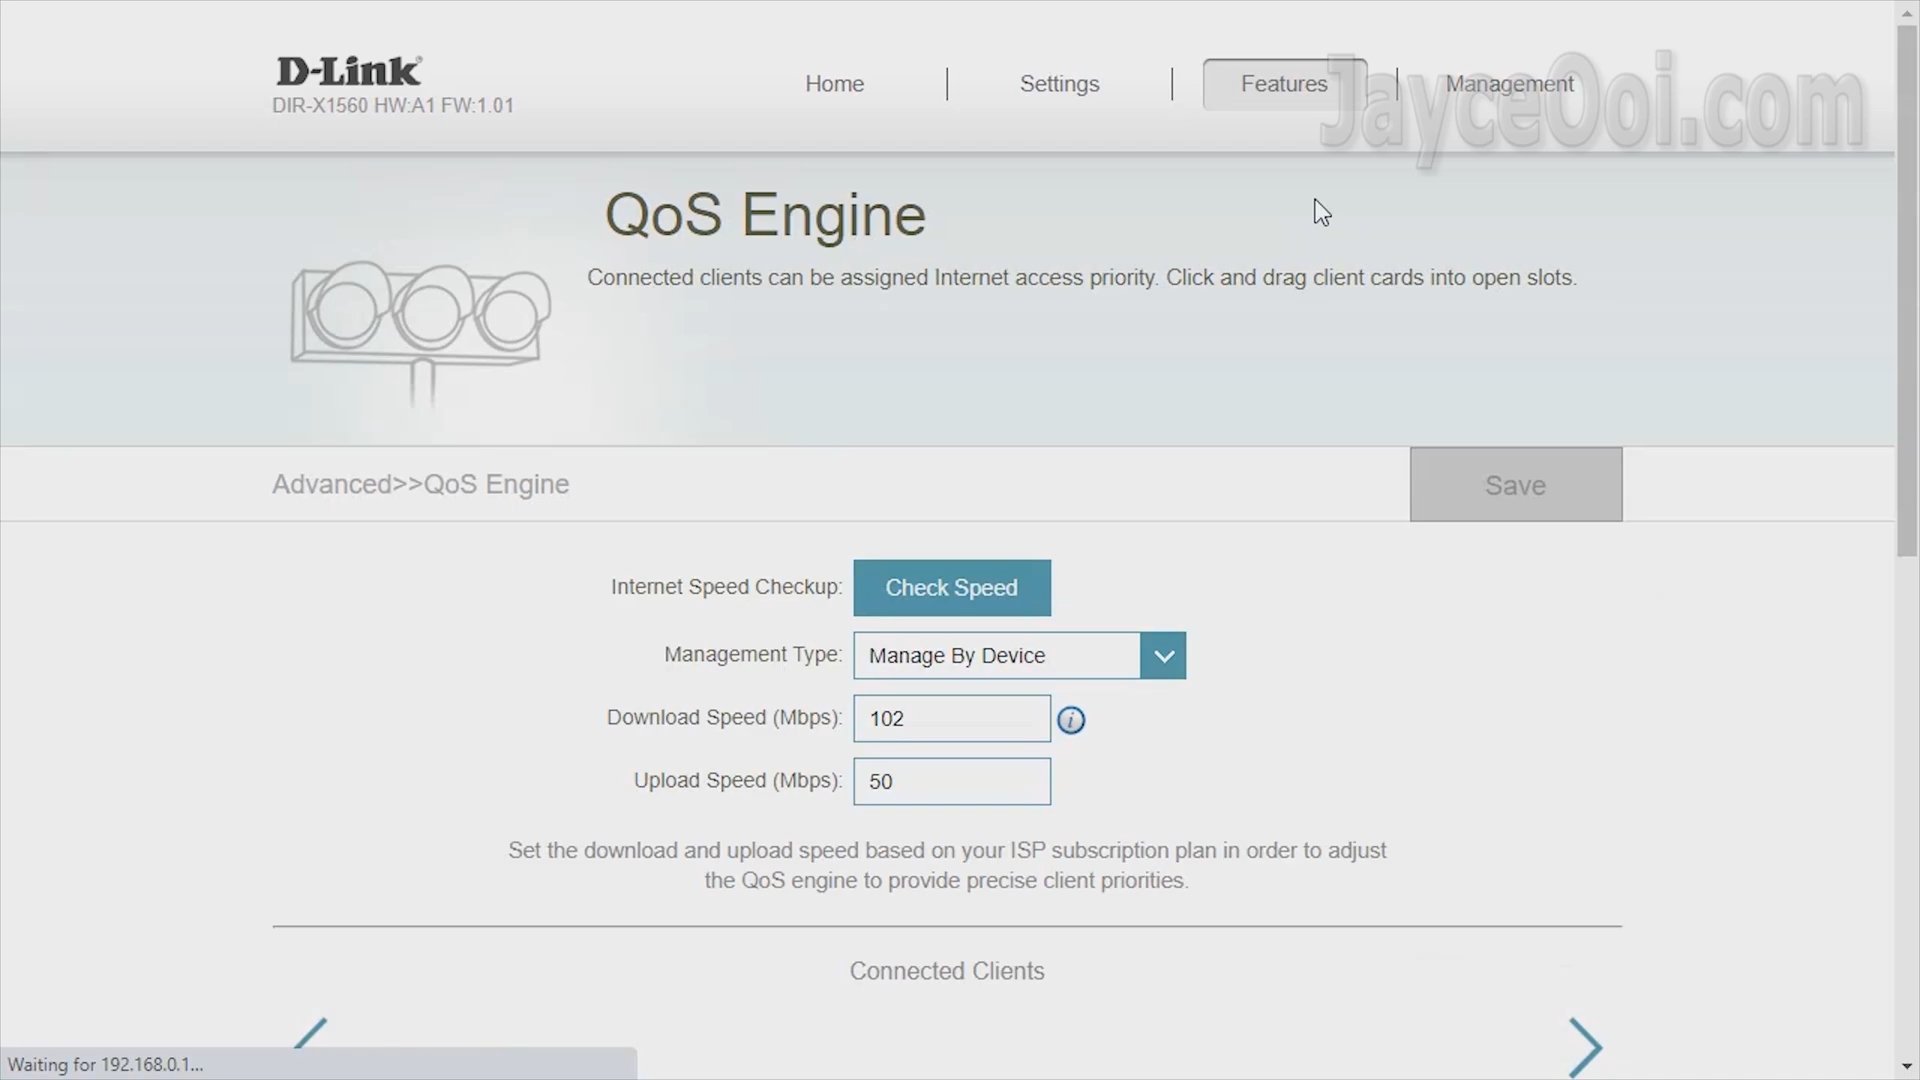 D-Link
DIR-X1560 HW:A1 FW:1.01
Home
Settings
Features
Management
JayceOoi.com
QoS Engine
Connected clients can be assigned Internet access priority. Click and drag client cards into open slots.
Advanced>>QoS Engine
Save
Internet Speed Checkup: Check Speed
Management Type: Manage By Device
Download Speed (Mbps): 102
Upload Speed (Mbps): 50
Set the download and upload speed based on your ISP subscription plan in order to adjust
the QoS engine to provide precise client priorities.
Connected Clients
Waiting for 192.168.0.1...